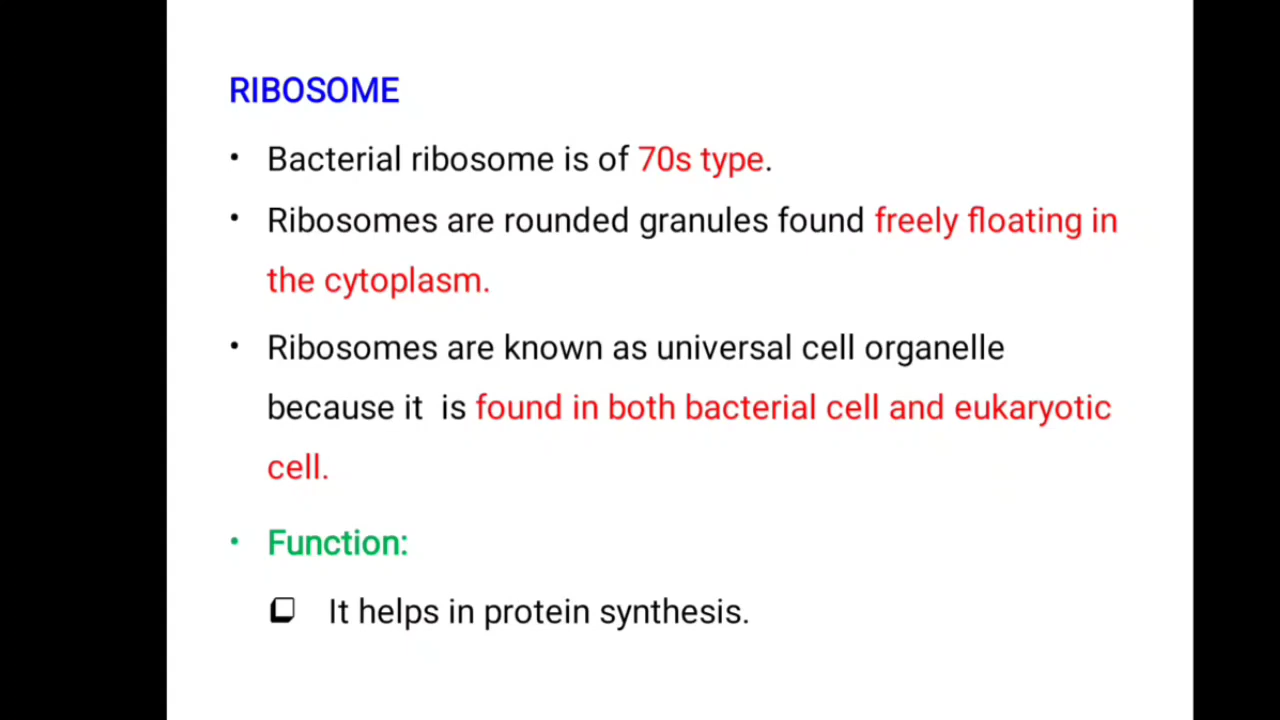 RIBOSOME
• Bacterial ribosome is of 70s type.
• Ribosomes are rounded granules found freely floating in
the cytoplasm.
• Ribosomes are known as universal cell organelle
because it  is found in both bacterial cell and eukaryotic
cell.
• Function:
❑ It helps in protein synthesis.